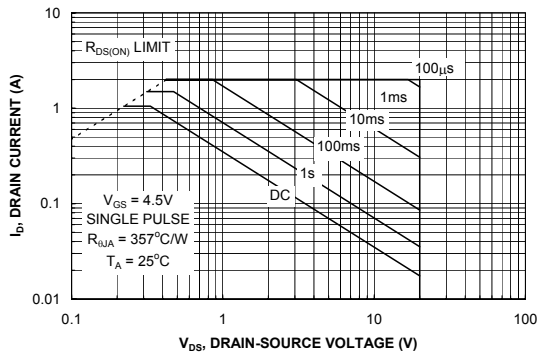 10
R_DS(ON) LIMIT
100µs
1ms
1
10ms
100ms
1s
DC
0.1
V_GS = 4.5V
SINGLE PULSE
R_θJA = 357°C/W
T_A = 25°C
0.01
0.1 1 10 100
V_DS, DRAIN-SOURCE VOLTAGE (V)
I_D, DRAIN CURRENT (A)